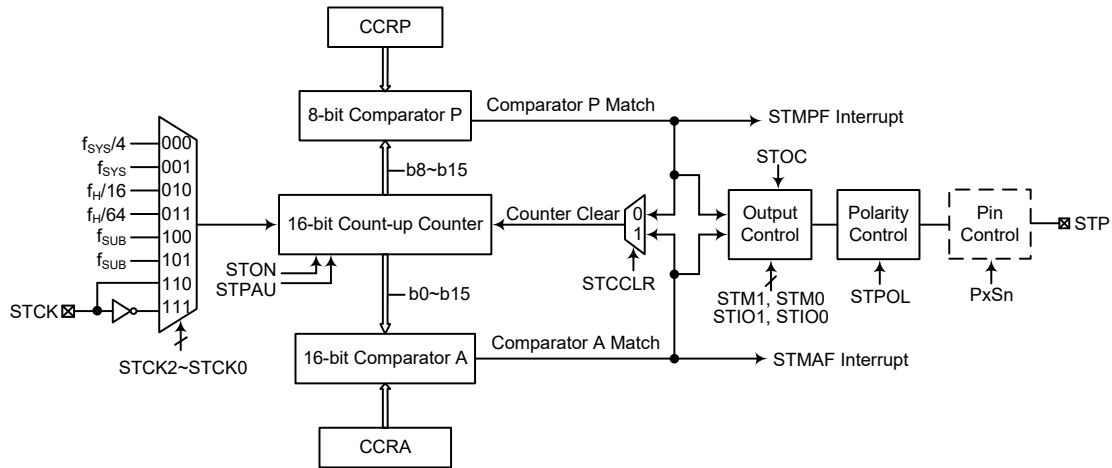 CCRP
8-bit Comparator P
Comparator P Match
STMPF Interrupt
fSYS/4
000
fSYS
001
fH/16
010
fH/64
011
fSUB
100
fSUB
101
110
111
STCK
STCK2~STCK0
b8~b15
16-bit Count-up Counter
Counter Clear
0
1
STCCLR
STON
STPAU
b0~b15
STOC
Output
Control
STM1, STM0
STIO1, STIO0
Polarity
Control
STPOL
Pin
Control
PxSn
STP
16-bit Comparator A
Comparator A Match
STMAF Interrupt
CCRA